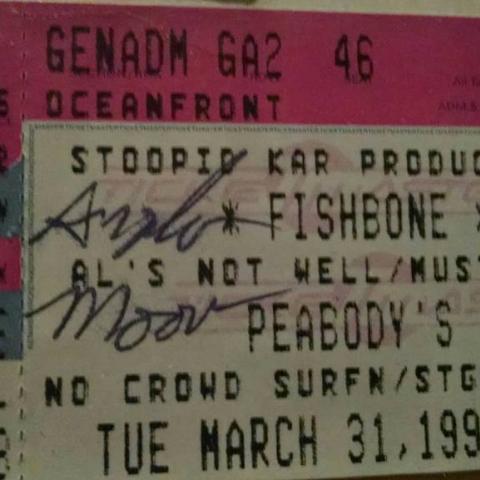 GENADM GA2 46
OCEANFRONT
STOOPID KAR PRODUC
Angelo * FISHBONE *
AL'S NOT WELL/MUST
Moore PEABODY'S
NO CROWD SURFN/STG
TUE MARCH 31,199